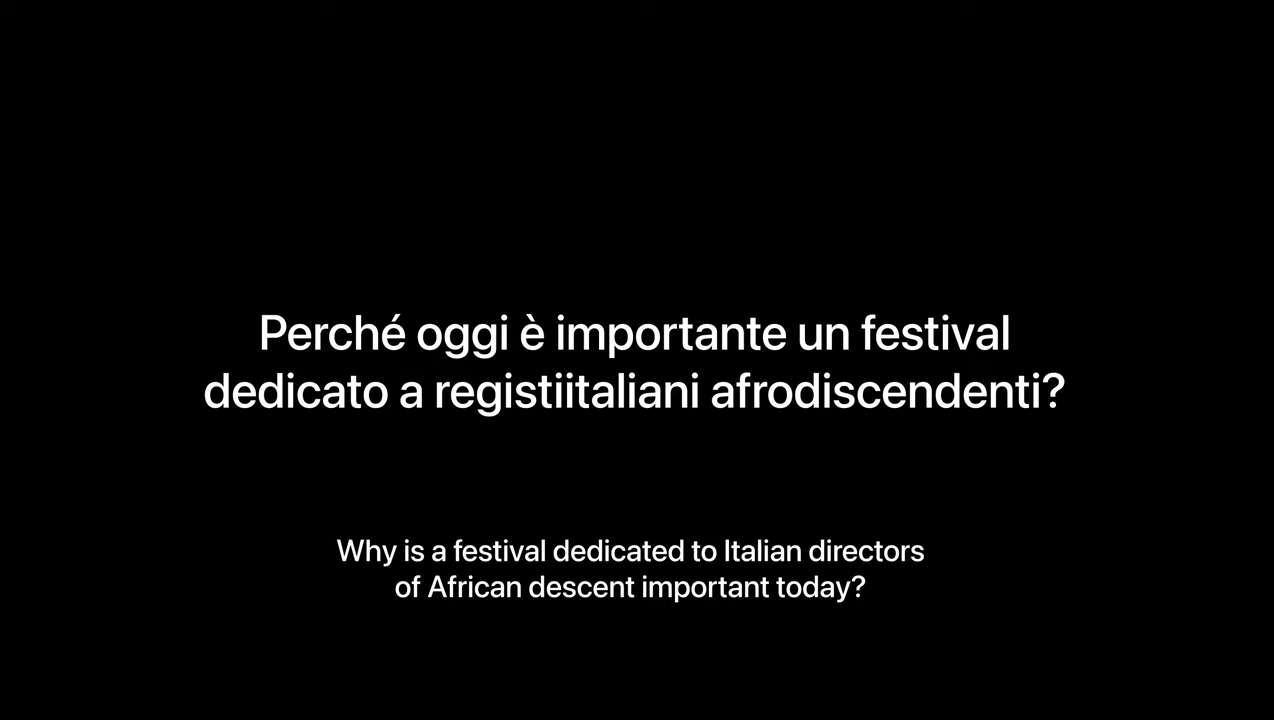 Perché oggi è importante un festival
dedicato a registiitaliani afrodiscendenti?
Why is a festival dedicated to Italian directors
of African descent important today?